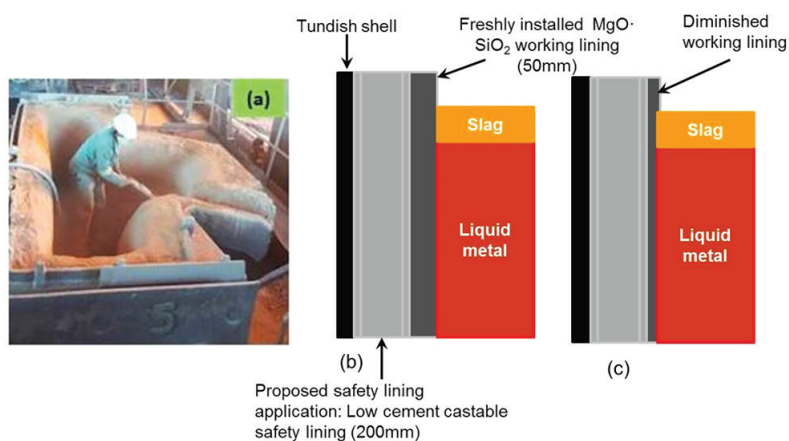 (a)
Tundish shell
Freshly installed MgO·
SiO₂ working lining
(50mm)
Slag
Liquid
metal
(b)
Proposed safety lining
application: Low cement castable
safety lining (200mm)
Diminished
working lining
Slag
Liquid
metal
(c)